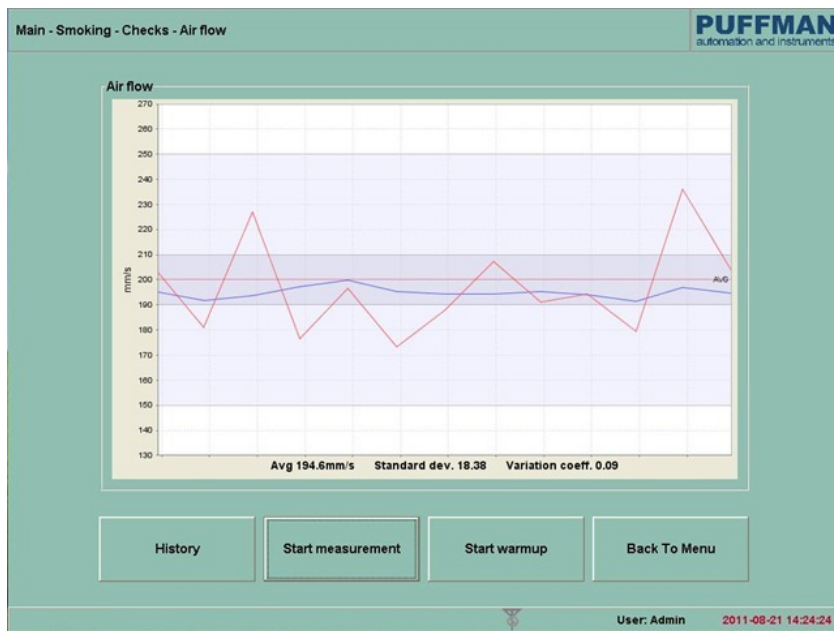 Main - Smoking - Checks - Air flow
PUFFMAN
automation and instruments
Air flow
270
260
250
240
230
220
210
200
190
180
170
160
150
140
130
mm/s
AVG
Avg 194.6mm/s Standard dev. 18.38 Variation coeff. 0.09
History
Start measurement
Start warmup
Back To Menu
User: Admin
2011-08-21 14:24:24